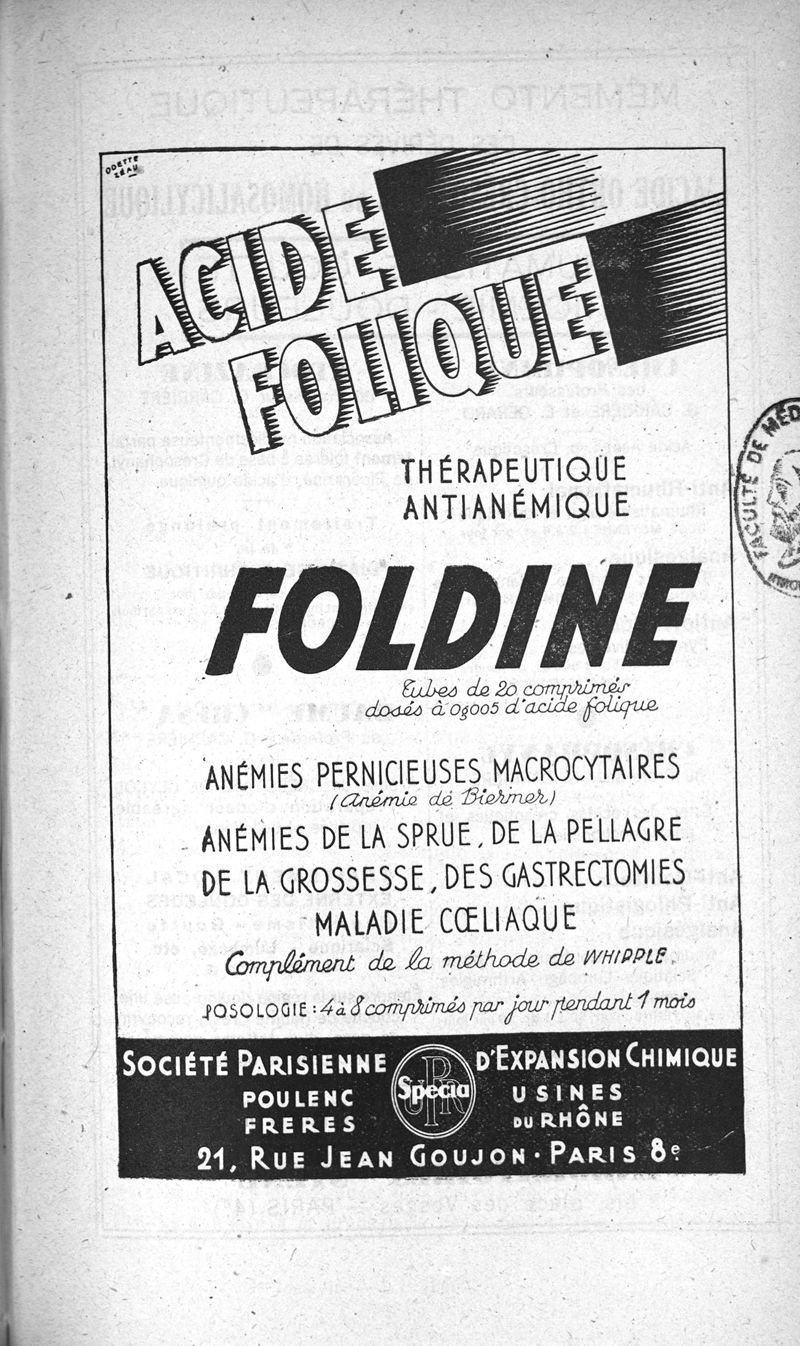 ODETTE
ZÉAU
ACIDE
FOLIQUE
THÉRAPEUTIQUE
ANTIANÉMIQUE
FACULTÉ DE MÉD
FOLDINE
Tubes de 20 comprimés
dosés à 0g005 d'acide folique
ANÉMIES PERNICIEUSES MACROCYTAIRES
(Anémie de Biermer)
ANÉMIES DE LA SPRUE, DE LA PELLAGRE
DE LA GROSSESSE, DES GASTRECTOMIES
MALADIE CŒLIAQUE
Complément de la méthode de WHIPPLE
POSOLOGIE: 4 à 8 comprimés par jour pendant 1 mois
SOCIÉTÉ PARISIENNE D'EXPANSION CHIMIQUE
Specia
POULENC USINES
FRERES DU RHÔNE
21, RUE JEAN GOUJON · PARIS 8e